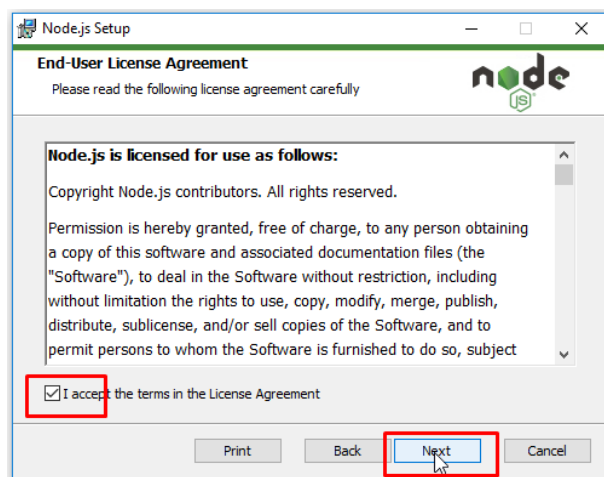 Node.js Setup
End-User License Agreement
Please read the following license agreement carefully
node
JS
Node.js is licensed for use as follows:
Copyright Node.js contributors. All rights reserved.
Permission is hereby granted, free of charge, to any person obtaining
a copy of this software and associated documentation files (the
"Software"), to deal in the Software without restriction, including
without limitation the rights to use, copy, modify, merge, publish,
distribute, sublicense, and/or sell copies of the Software, and to
permit persons to whom the Software is furnished to do so, subject
I accept the terms in the License Agreement
Print Back Next Cancel